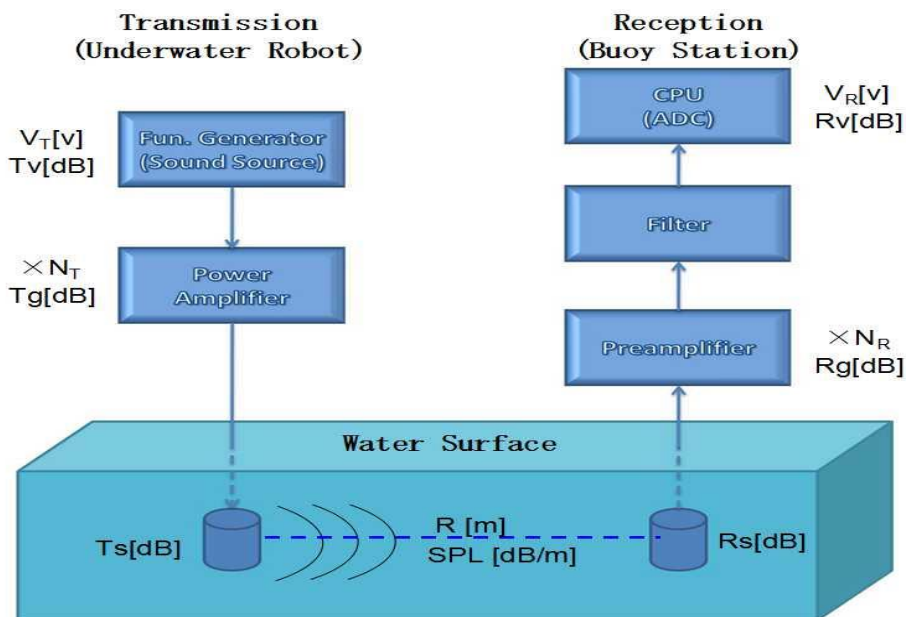 Transmission
(Underwater Robot)
V_T[v]
Tv[dB]
Fun. Generator
(Sound Source)
×N_T
Tg[dB]
Power
Amplifier
Reception
(Buoy Station)
CPU
(ADC)
V_R[v]
Rv[dB]
Filter
Preamplifier
×N_R
Rg[dB]
Water Surface
Ts[dB]
R [m]
SPL [dB/m]
Rs[dB]